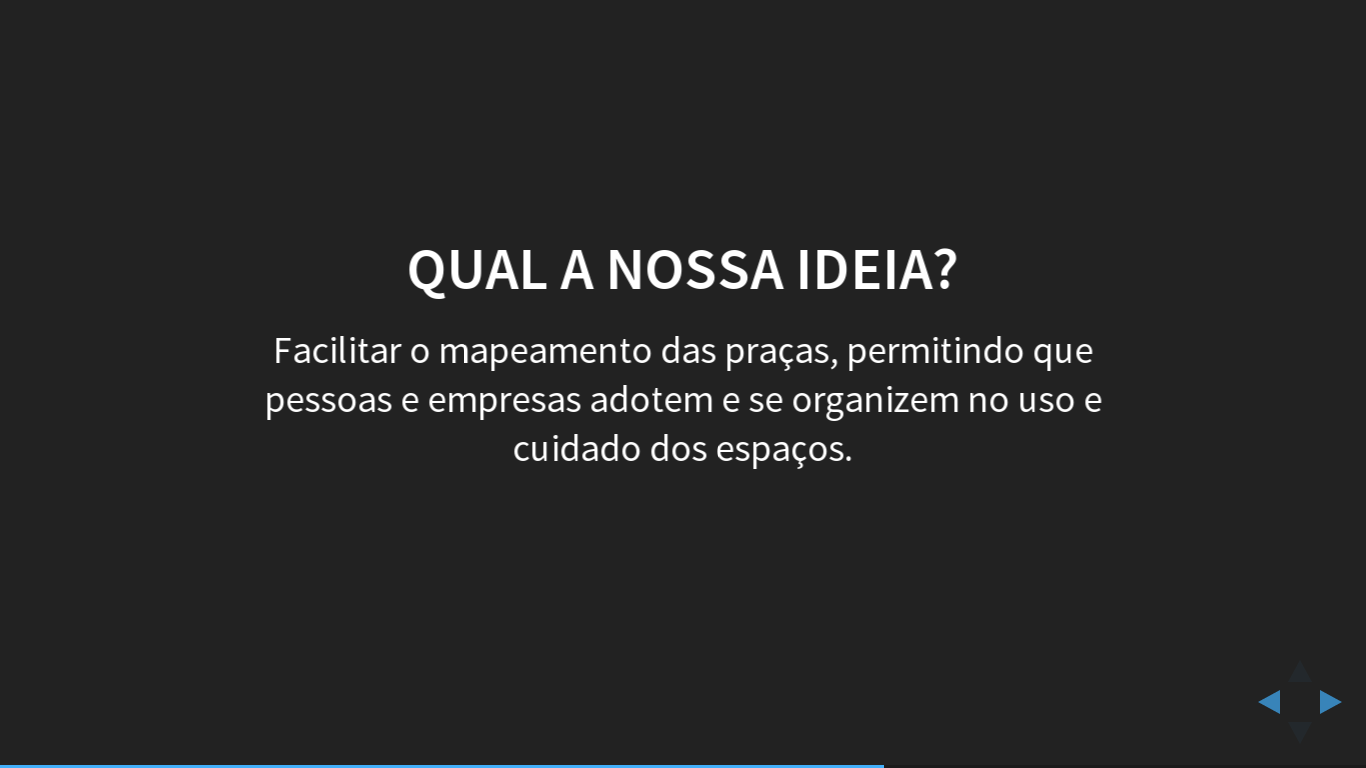 QUAL A NOSSA IDEIA?
Facilitar o mapeamento das praças, permitindo que
pessoas e empresas adotem e se organizem no uso e
cuidado dos espaços.